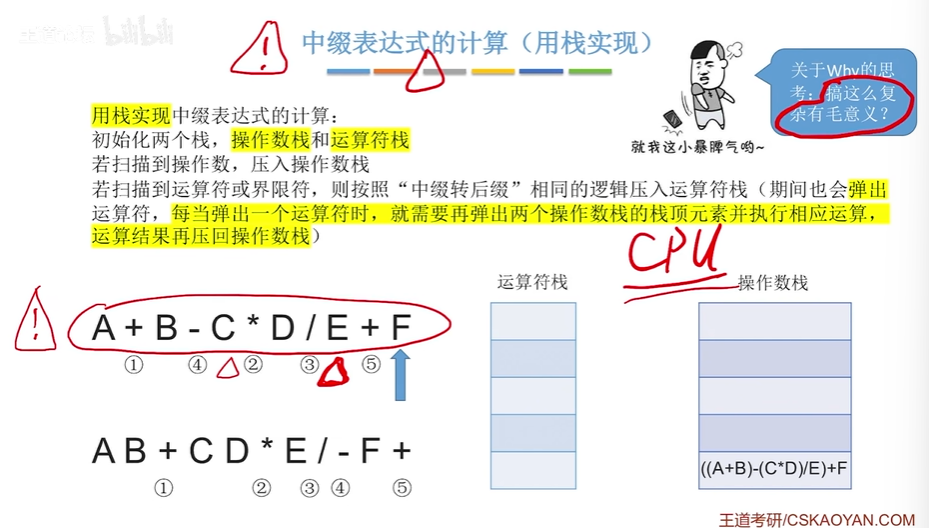 王道考研 bilibili
中缀表达式的计算（用栈实现）
关于Why的思
考：搞这么复
杂有毛意义？
就我这小暴脾气哟~
用栈实现中缀表达式的计算：
初始化两个栈，操作数栈和运算符栈
若扫描到操作数，压入操作数栈
若扫描到运算符或界限符，则按照“中缀转后缀”相同的逻辑压入运算符栈（期间也会弹出
运算符，每当弹出一个运算符时，就需要再弹出两个操作数栈的栈顶元素并执行相应运算，
运算结果再压回操作数栈）
CPU
运算符栈 操作数栈
A + B - C * D / E + F
① ④ ② ③ ⑤
A B + C D * E / - F +
① ② ③ ④ ⑤
((A+B)-(C*D)/E)+F
王道考研/CSKAOYAN.COM